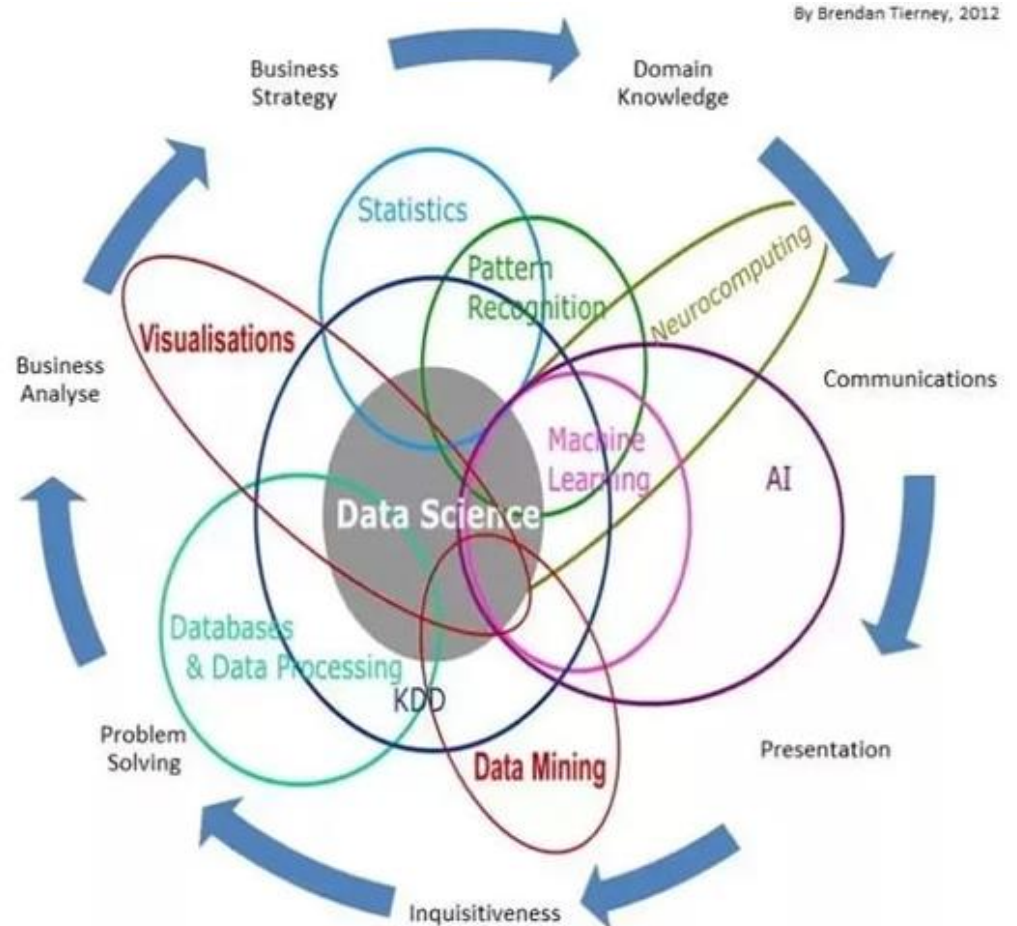 By Brendan Tierney, 2012
Business
Strategy
Domain
Knowledge
Statistics
Pattern
Recognition
Neurocomputing
Visualisations
Business
Analyse
Communications
Machine
Learning
AI
Data Science
Databases
& Data Processing
KDD
Problem
Solving
Presentation
Data Mining
Inquisitiveness